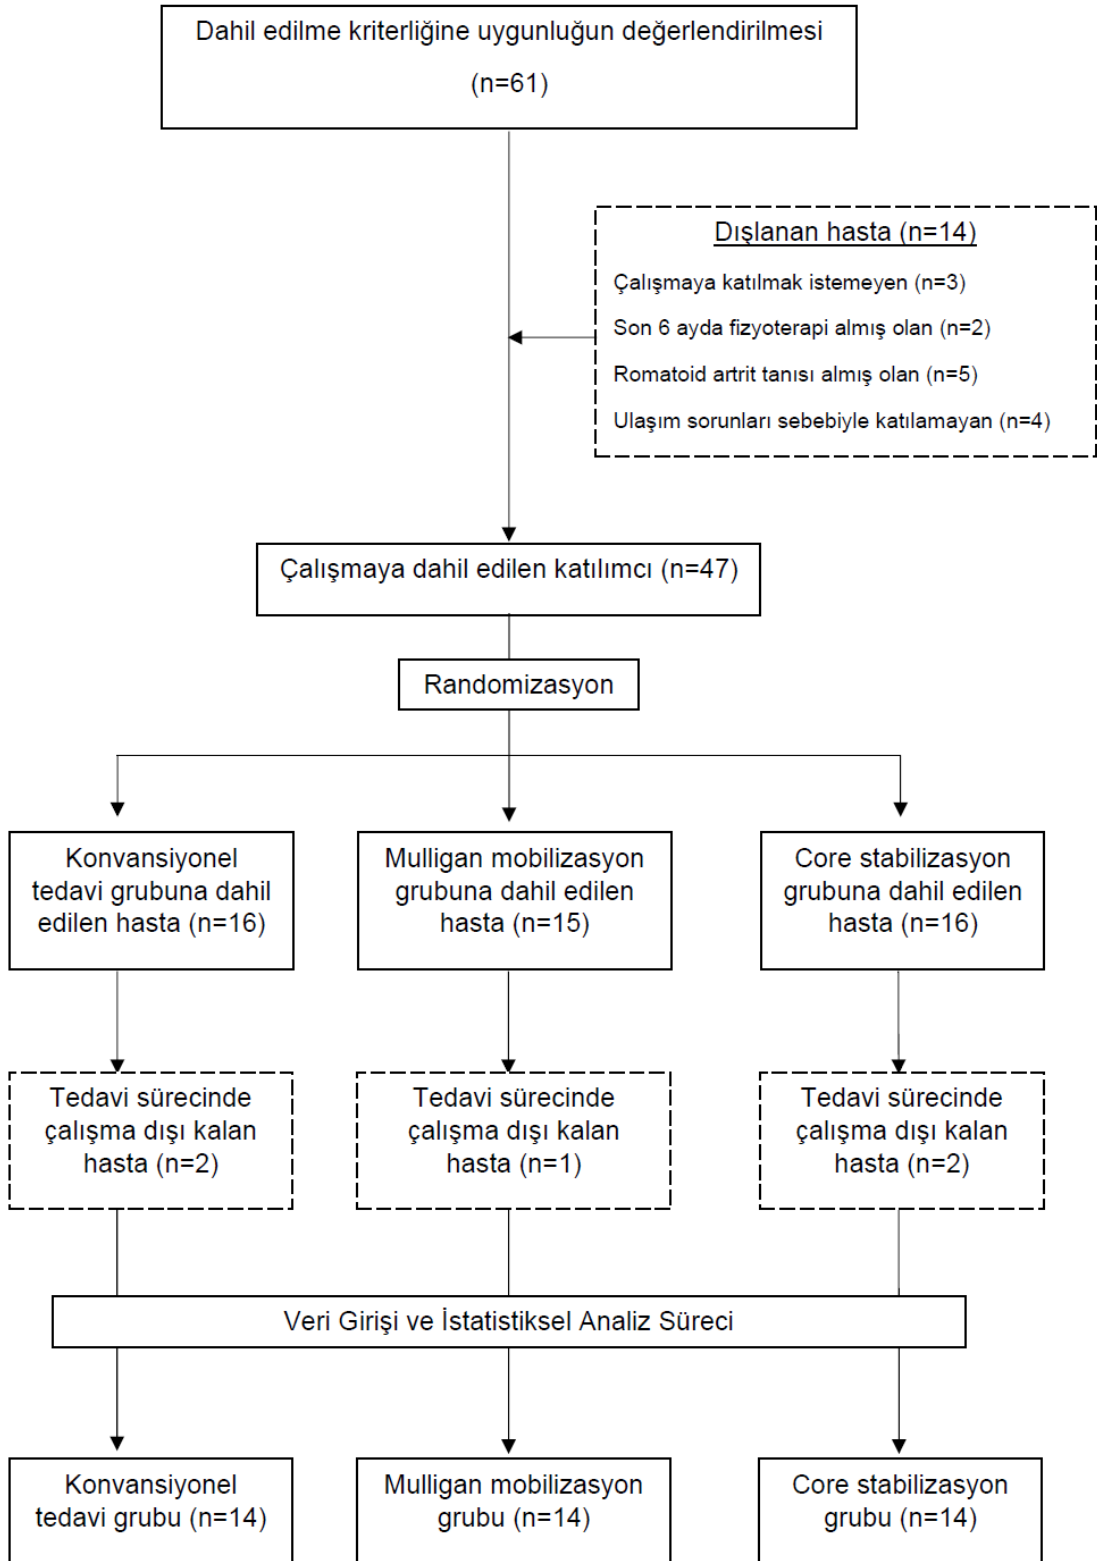 Dahil edilme kriterliğine uygunluğun değerlendirilmesi
(n=61)
Dışlanan hasta (n=14)
Çalışmaya katılmak istemeyen (n=3)
Son 6 ayda fizyoterapi almış olan (n=2)
Romatoid artrit tanısı almış olan (n=5)
Ulaşım sorunları sebebiyle katılamayan (n=4)
Çalışmaya dahil edilen katılımcı (n=47)
Randomizasyon
Konvansiyonel
tedavi grubuna dahil
edilen hasta (n=16)
Mulligan mobilizasyon
grubuna dahil edilen
hasta (n=15)
Core stabilizasyon
grubuna dahil edilen
hasta (n=16)
Tedavi sürecinde
çalışma dışı kalan
hasta (n=2)
Tedavi sürecinde
çalışma dışı kalan
hasta (n=1)
Tedavi sürecinde
çalışma dışı kalan
hasta (n=2)
Veri Girişi ve İstatistiksel Analiz Süreci
Konvansiyonel
tedavi grubu (n=14)
Mulligan mobilizasyon
grubu (n=14)
Core stabilizasyon
grubu (n=14)